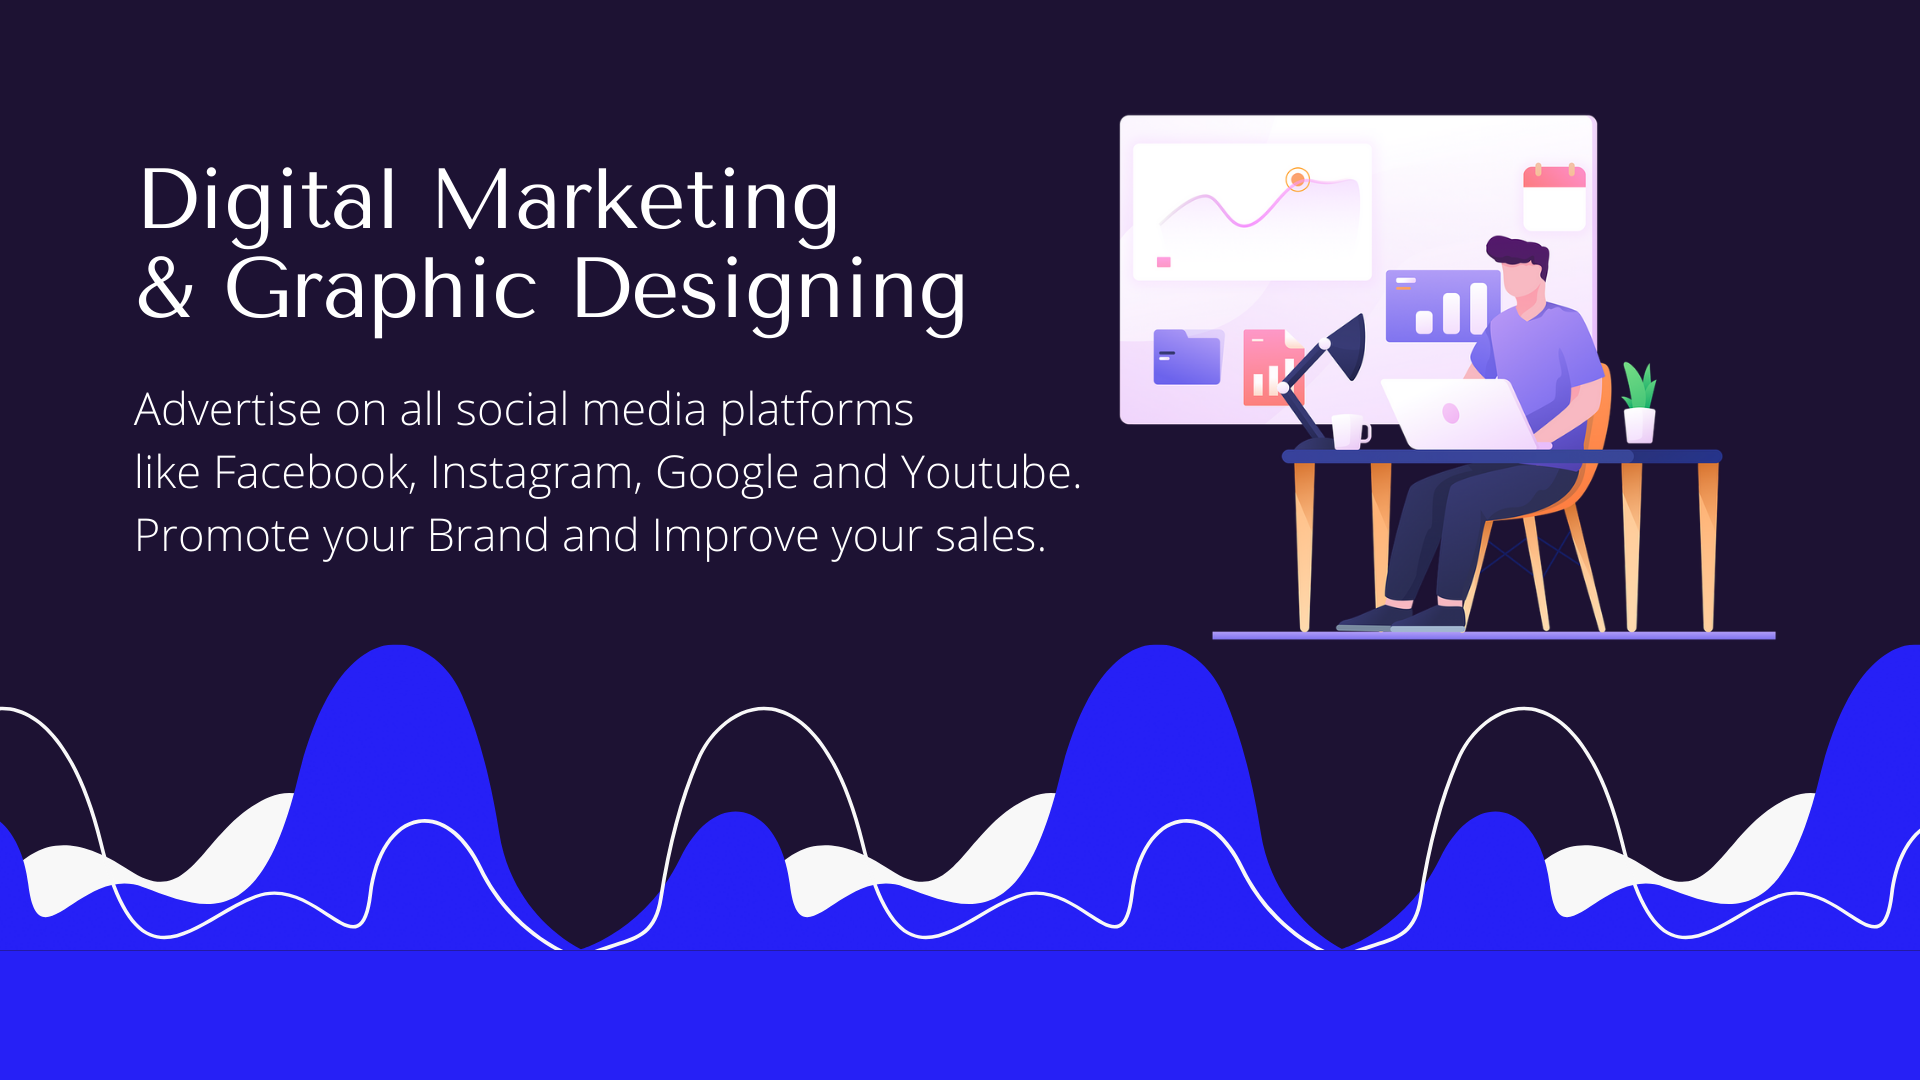 Digital Marketing
& Graphic Designing
Advertise on all social media platforms
like Facebook, Instagram, Google and Youtube.
Promote your Brand and Improve your sales.